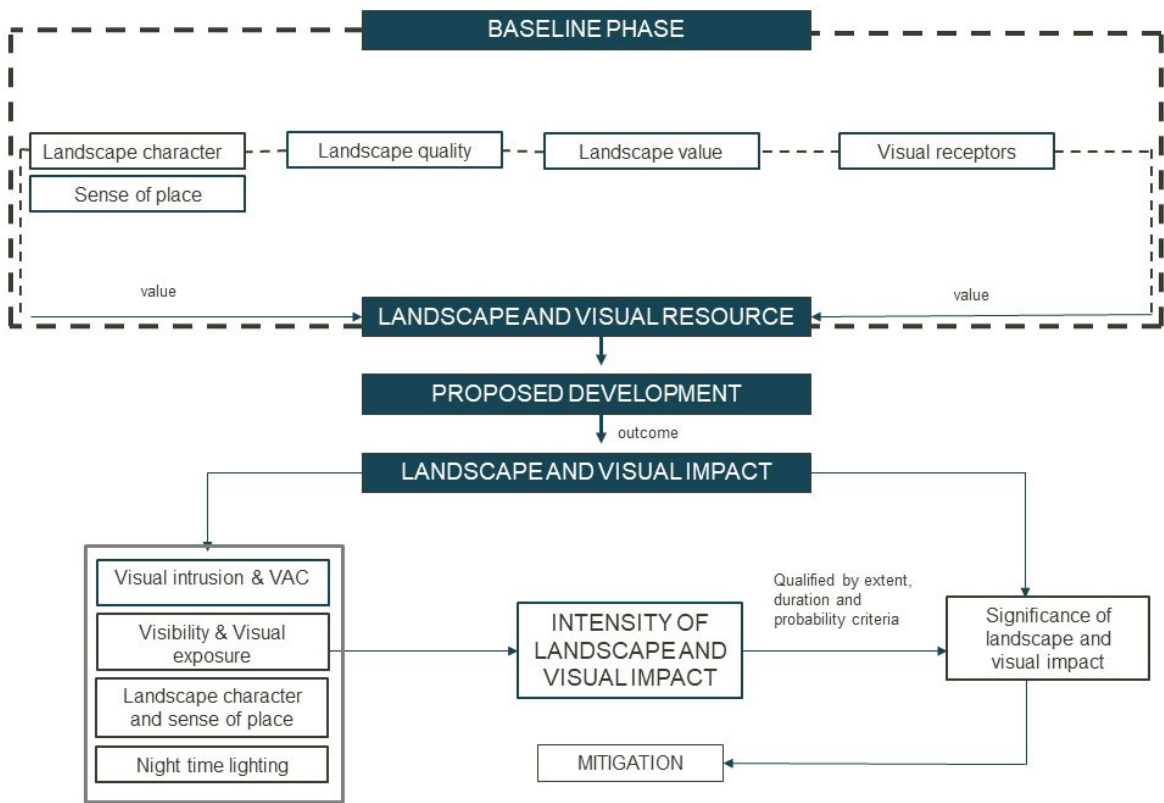 BASELINE PHASE
Landscape character
Landscape quality
Landscape value
Visual receptors
Sense of place
value
value
LANDSCAPE AND VISUAL RESOURCE
PROPOSED DEVELOPMENT
outcome
LANDSCAPE AND VISUAL IMPACT
Visual intrusion & VAC
Visibility & Visual
exposure
Landscape character
and sense of place
Night time lighting
INTENSITY OF
LANDSCAPE AND
VISUAL IMPACT
Qualified by extent,
duration and
probability criteria
Significance of
landscape and
visual impact
MITIGATION